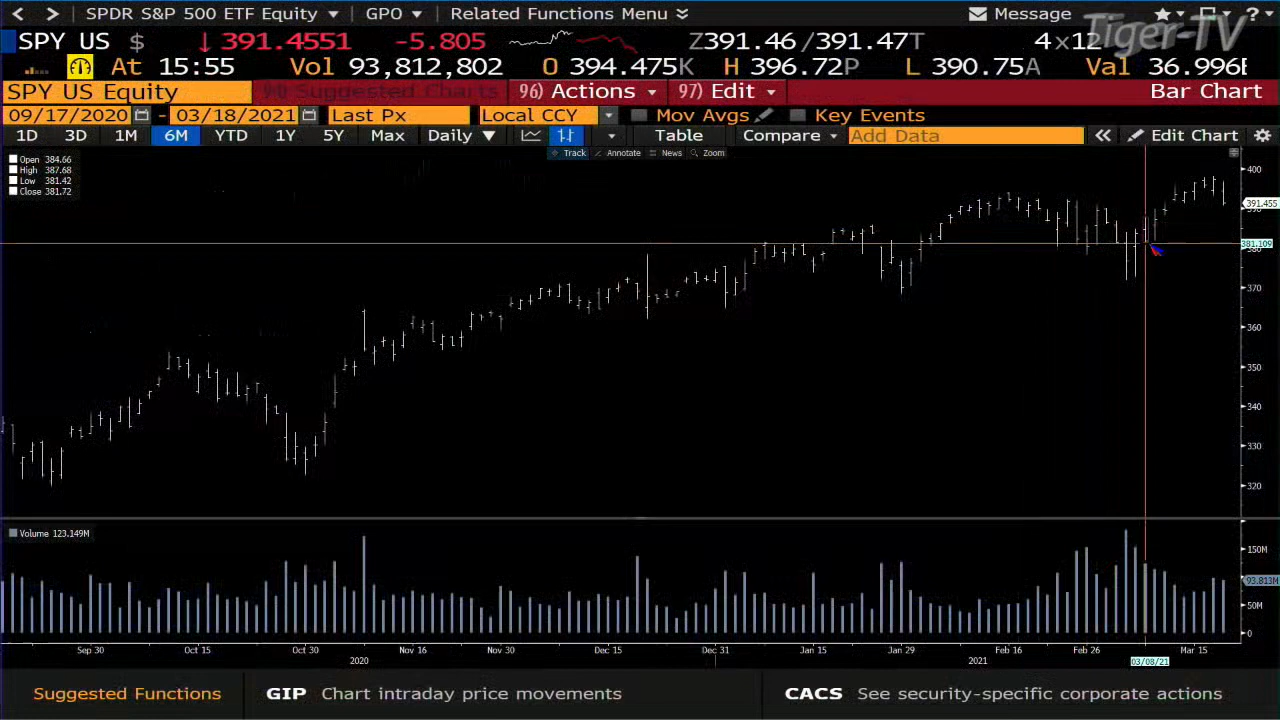 SPDR S&P 500 ETF Equity GPO Related Functions Menu Message ?
SPY US $ 391.4551 -5.805 Z391.46 /391.47T 4x12
Tiger-TV
At 15:55 Vol 93,812,802 O 394.475K H 396.72P L 390.75A Val 36.996
SPY US Equity 96) Actions 97) Edit Bar Chart
09/17/2020 - 03/18/2021 Last Px Local CCY Mov Avgs Key Events
1D 3D 1M 6M YTD 1Y 5Y Max Daily Table Compare Add Data « Edit Chart
Track Annotate News Zoom
Open 384.66
High 387.68
Low 381.42
Close 381.72
400
391.455
381.109
370
360
350
340
330
320
Volume 123.149M
150M
93.813M
50M
0
Sep 30 Oct 15 Oct 30 Nov 16 Nov 30 Dec 15 Dec 31 Jan 15 Jan 29 Feb 16 Feb 26 Mar 15
2020 2021 03/08/21
Suggested Functions GIP Chart intraday price movements CACS See security-specific corporate actions